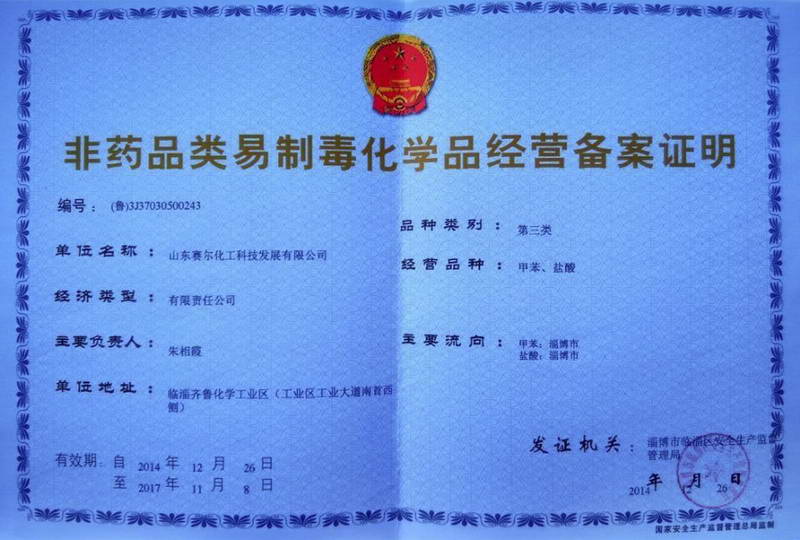 非药品类易制毒化学品经营备案证明
编号：(鲁)3J37030500243
单位名称：山东赛尔化工科技发展有限公司
经济类型：有限责任公司
主要负责人：朱相霞
单位地址：临淄齐鲁化学工业区（工业区工业大道南首西
侧）
有效期：自 2014 年 12 月 26 日
至 2017 年 11 月 8 日
品种类别：第三类
经营品种：甲苯、盐酸
主要流向：甲苯：淄博市
盐酸：淄博市
发证机关：淄博市临淄区安全生产监督
管理局
2014 年 12 月 26 日
国家安全生产监督管理总局监制